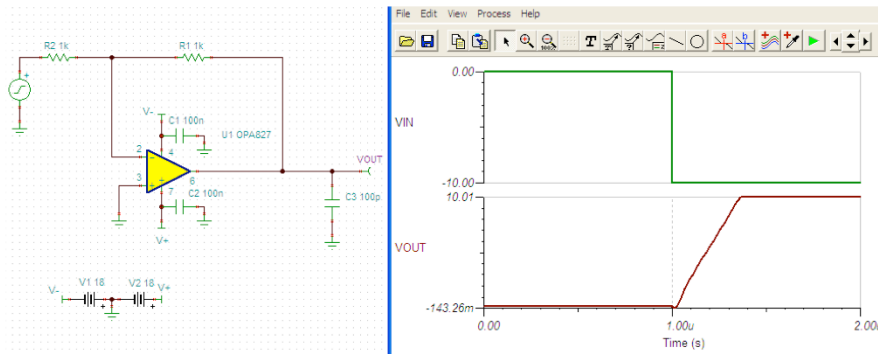 File Edit View Process Help
R2 1k
R1 1k
+
V-
C1 100n
U1 OPA827
2
4
3
6
7
VOUT
C2 100n
C3 100p
V+
V1 18
V2 18
V-
V+
+
+
T
a
b
0.00
VIN
-10.00
10.01
VOUT
-143.26m
0.00
1.00u
2.00u
Time (s)